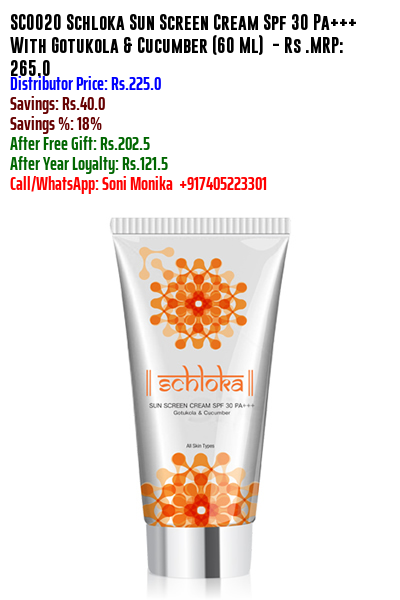 SC0020 Schloka Sun Screen Cream Spf 30 Pa+++
With Gotukola & Cucumber (60 Ml)  - Rs .MRP:
265.0
Distributor Price: Rs.225.0
Savings: Rs.40.0
Savings %: 18%
After Free Gift: Rs.202.5
After Year Loyalty: Rs.121.5
Call/WhatsApp: Soni Monika  +917405223301
schloka
SUN SCREEN CREAM SPF 30 PA+++
Gotukola & Cucumber
All Skin Types